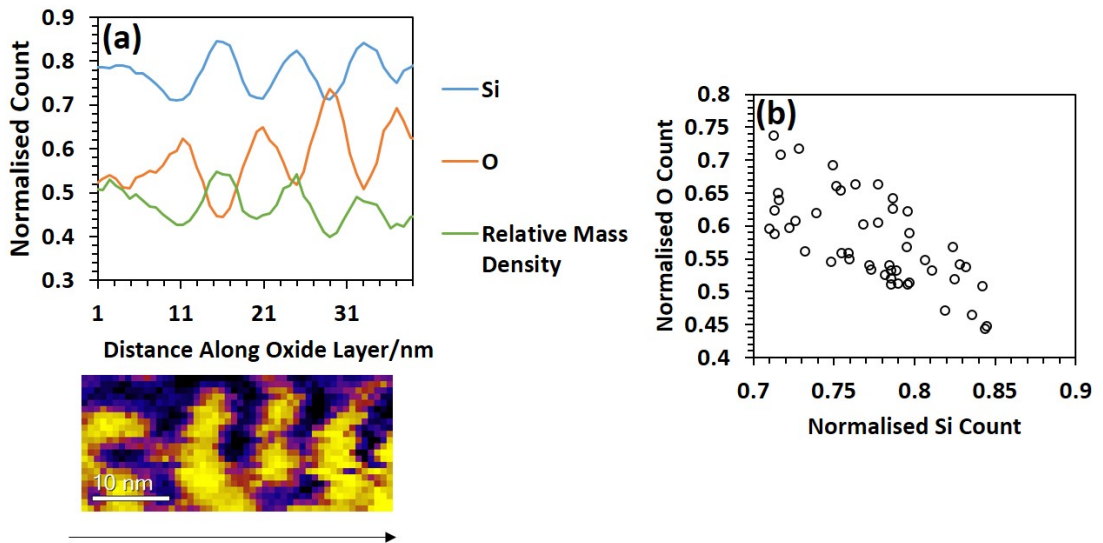 (a)
Normalised Count
0.9
0.8
0.7
0.6
0.5
0.4
0.3
1 11 21 31
Distance Along Oxide Layer/nm
Si
O
Relative Mass
Density
10 nm
(b)
Normalised O Count
0.8
0.75
0.7
0.65
0.6
0.55
0.5
0.45
0.4
0.7 0.75 0.8 0.85 0.9
Normalised Si Count